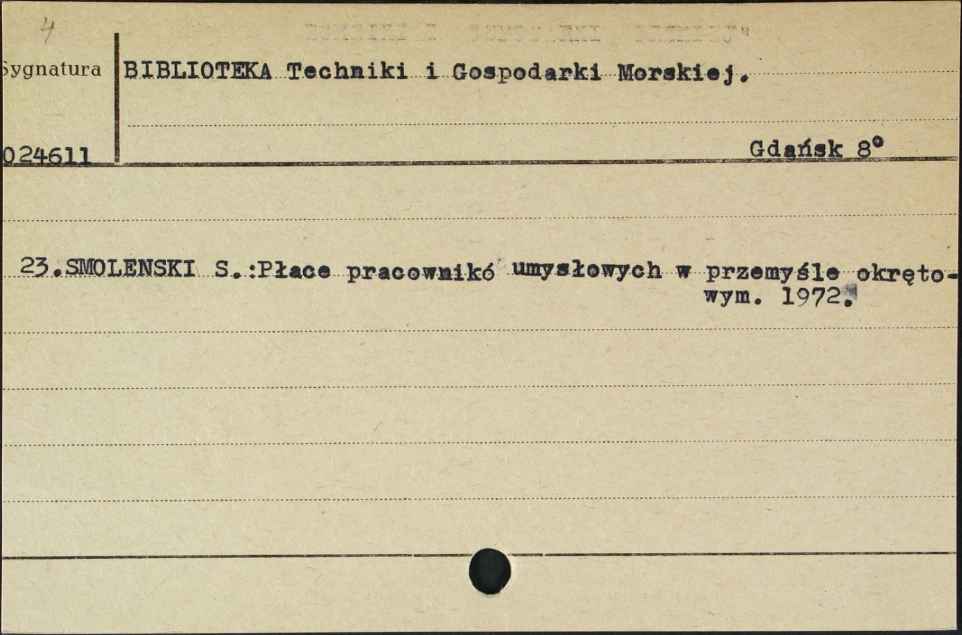 4
Sygnatura
BIBLIOTEKA Techniki i Gospodarki Morskiej.
024611
Gdańsk 8°
23.SMOLENSKI S.:Płace pracownikó umysłowych w przemyśle okręto-
wym. 1972.